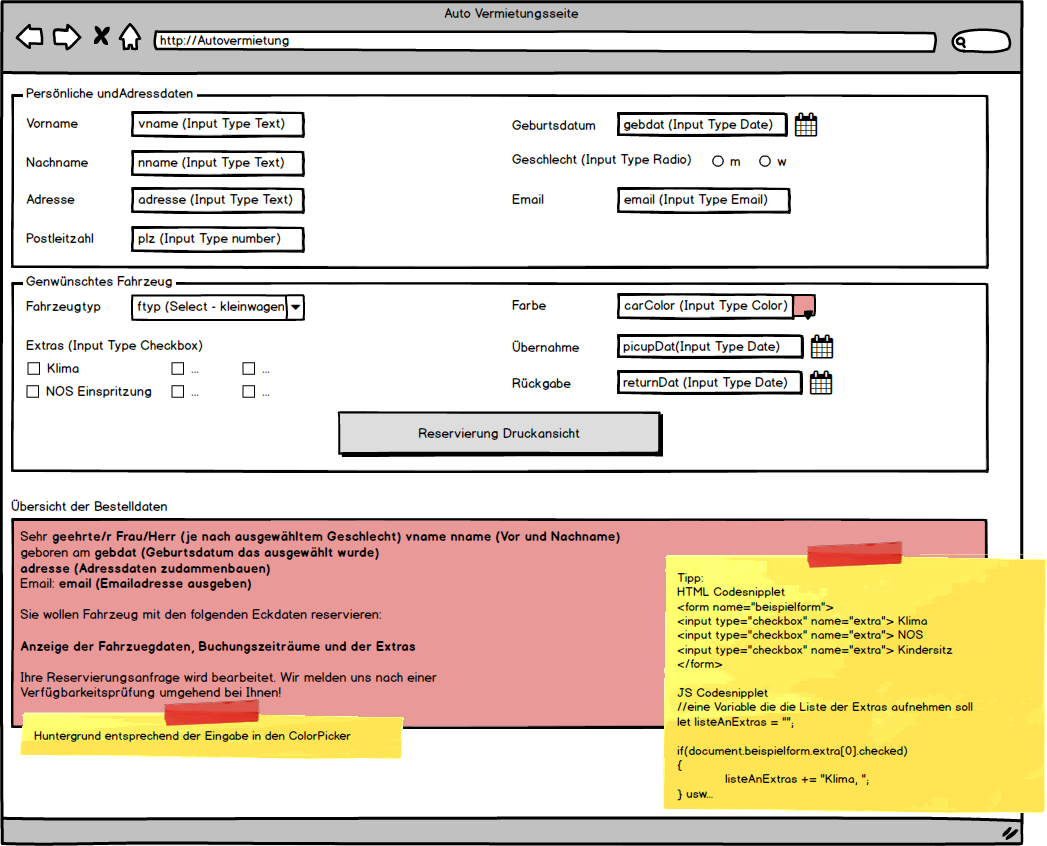 Auto Vermietungsseite
http://Autovermietung
Persönliche undAdressdaten
Vorname vname (Input Type Text)
Geburtsdatum gebdat (Input Type Date)
Nachname nname (Input Type Text)
Geschlecht (Input Type Radio) m w
Adresse adresse (Input Type Text)
Email email (Input Type Email)
Postleitzahl plz (Input Type number)
Genwünschtes Fahrzeug
Fahrzeugtyp ftyp (Select - kleinwagen
Farbe carColor (Input Type Color)
Extras (Input Type Checkbox)
Übernahme picupDat(Input Type Date)
Klima ... ...
Rückgabe returnDat (Input Type Date)
NOS Einspritzung ... ...
Reservierung Druckansicht
Übersicht der Bestelldaten
Sehr geehrte/r Frau/Herr (je nach ausgewähltem Geschlecht) vname nname (Vor und Nachname)
geboren am gebdat (Geburtsdatum das ausgewählt wurde)
adresse (Adressdaten zudammenbauen)
Email: email (Emailadresse ausgeben)
Sie wollen Fahrzeug mit den folgenden Eckdaten reservieren:
Anzeige der Fahrzuegdaten, Buchungszeiträume und der Extras
Ihre Reservierungsanfrage wird bearbeitet. Wir melden uns nach einer
Verfügbarkeitsprüfung umgehend bei Ihnen!
Huntergrund entsprechend der Eingabe in den ColorPicker
Tipp:
HTML Codesnipplet
<form name="beispielform">
<input type="checkbox" name="extra"> Klima
<input type="checkbox" name="extra"> NOS
<input type="checkbox" name="extra"> Kindersitz
</form>
JS Codesnipplet
//eine Variable die die Liste der Extras aufnehmen soll
let listeAnExtras = "";
if(document.beispielform.extra[0].checked)
{
listeAnExtras += "Klima, ";
} usw...